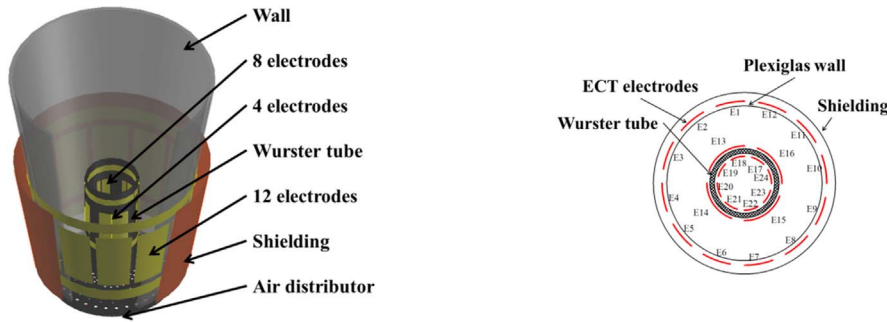 Wall
8 electrodes
4 electrodes
Wurster tube
12 electrodes
Shielding
Air distributor
Plexiglas wall
ECT electrodes
Shielding
Wurster tube
E1
E12
E2
E11
E3
E13
E16
E10
E18
E17
E19
E24
E20
E23
E4
E21
E22
E9
E14
E15
E5
E8
E6
E7